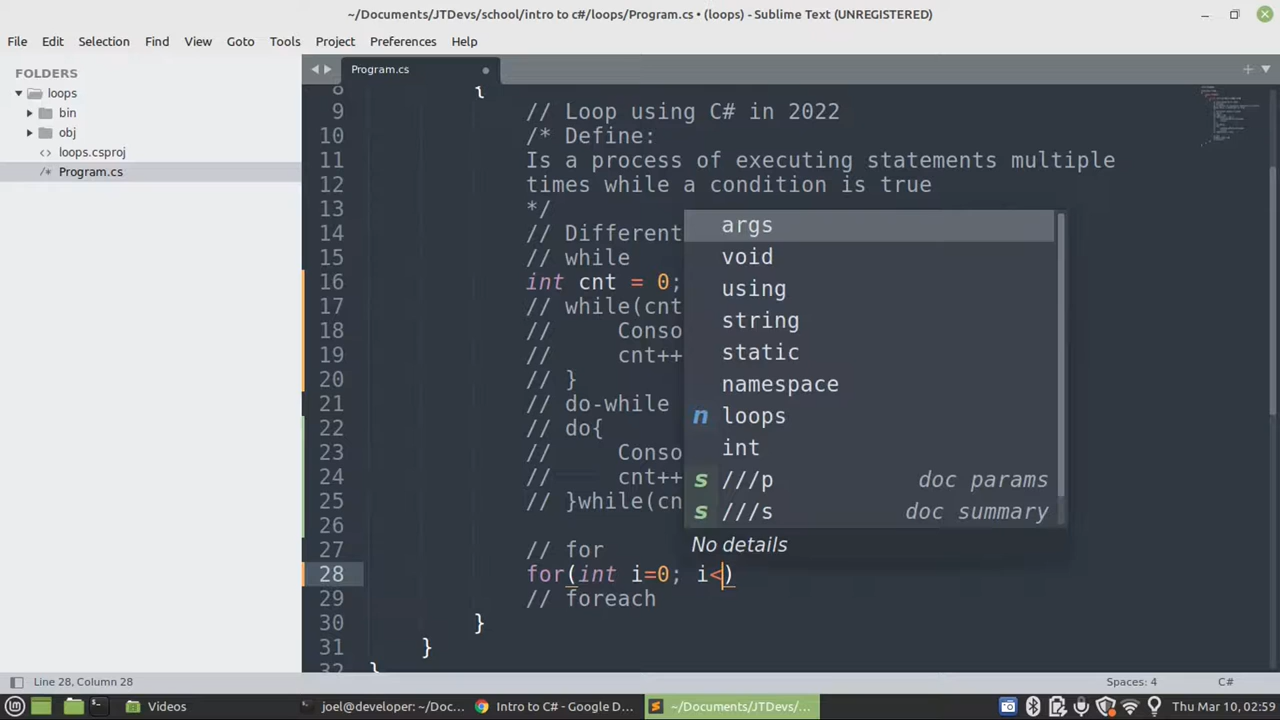 ~/Documents/JTDevs/school/intro to c#/loops/Program.cs • (loops) - Sublime Text (UNREGISTERED)
File Edit Selection Find View Goto Tools Project Preferences Help
FOLDERS
loops
bin
obj
<> loops.csproj
/* Program.cs
Program.cs
8 {
9 // Loop using C# in 2022
10 /* Define:
11 Is a process of executing statements multiple
12 times while a condition is true
13 */
14 // Different
15 // while
16 int cnt = 0;
17 // while(cnt
18 // Conso
19 // cnt++
20 // }
21 // do-while
22 // do{
23 // Conso
24 // cnt++
25 // }while(cn
26
27 // for
28 for(int i=0; i<)
29 // foreach
30 }
31 }
32 }
args
void
using
string
static
namespace
n loops
int
s ///p doc params
s ///s doc summary
No details
Line 28, Column 28 Spaces: 4 C#
Videos joel@developer: ~/Doc... Intro to C# - Google D... ~/Documents/JTDevs/... Thu Mar 10, 02:59